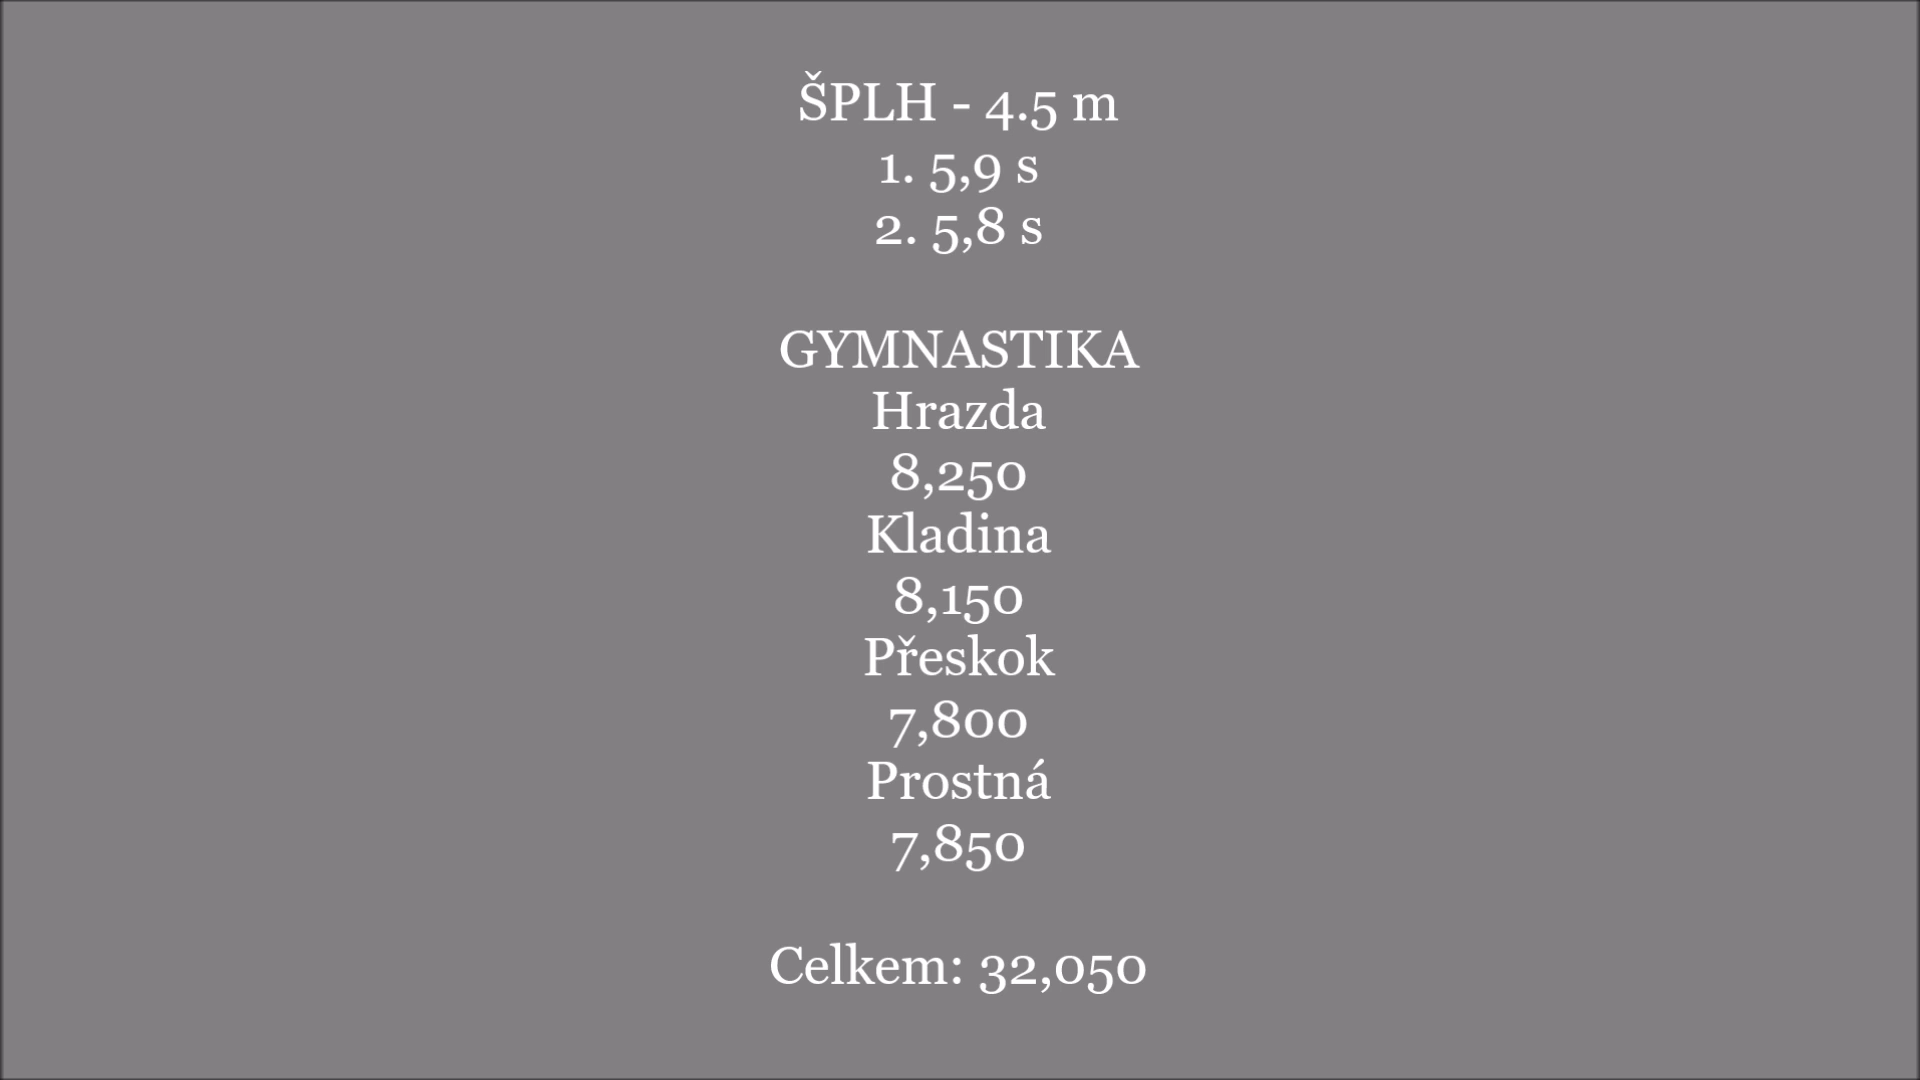 ŠPLH - 4.5 m
1. 5,9 s
2. 5,8 s
GYMNASTIKA
Hrazda
8,250
Kladina
8,150
Přeskok
7,800
Prostná
7,850
Celkem: 32,050